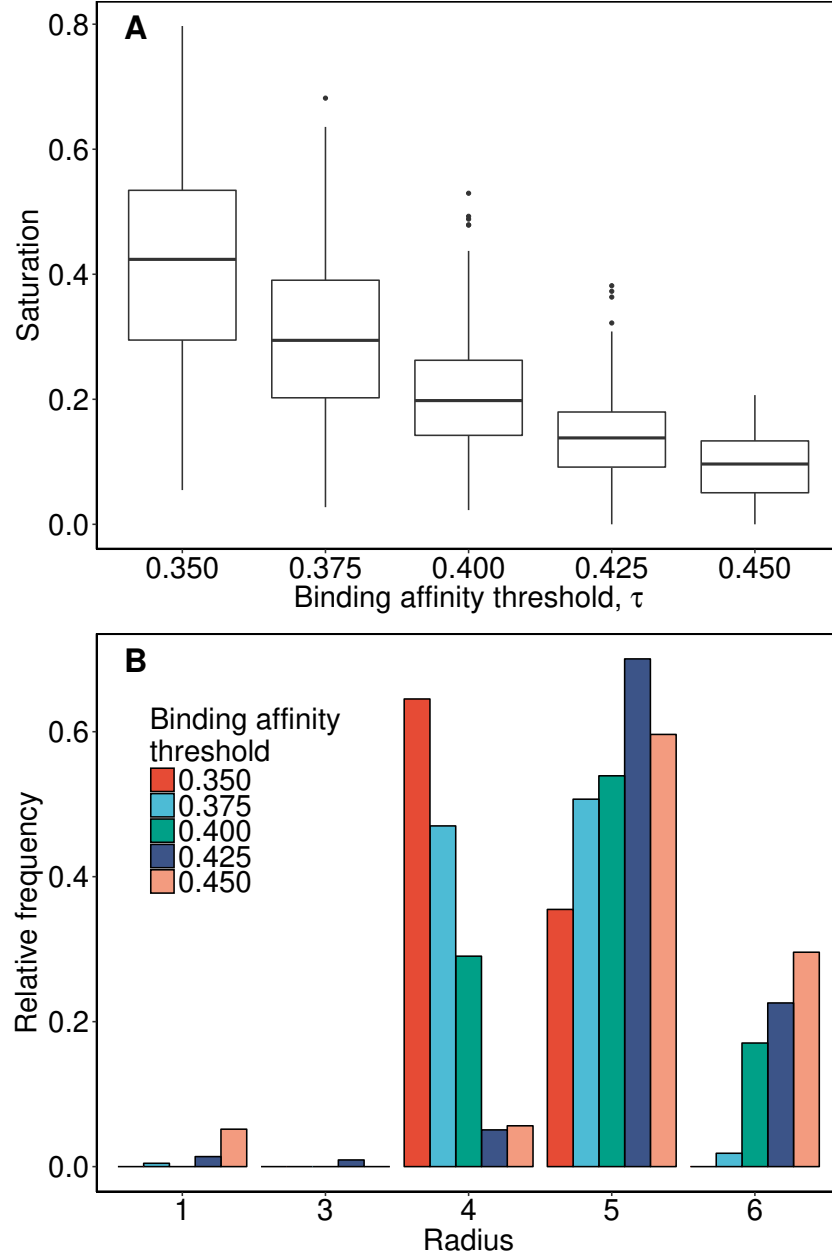 A
0.8
0.6
0.4
0.2
0.0
Saturation
0.350 0.375 0.400 0.425 0.450
Binding affinity threshold, τ
B
Binding affinity
threshold
0.350
0.375
0.400
0.425
0.450
0.6
0.4
0.2
0.0
Relative frequency
1 3 4 5 6
Radius